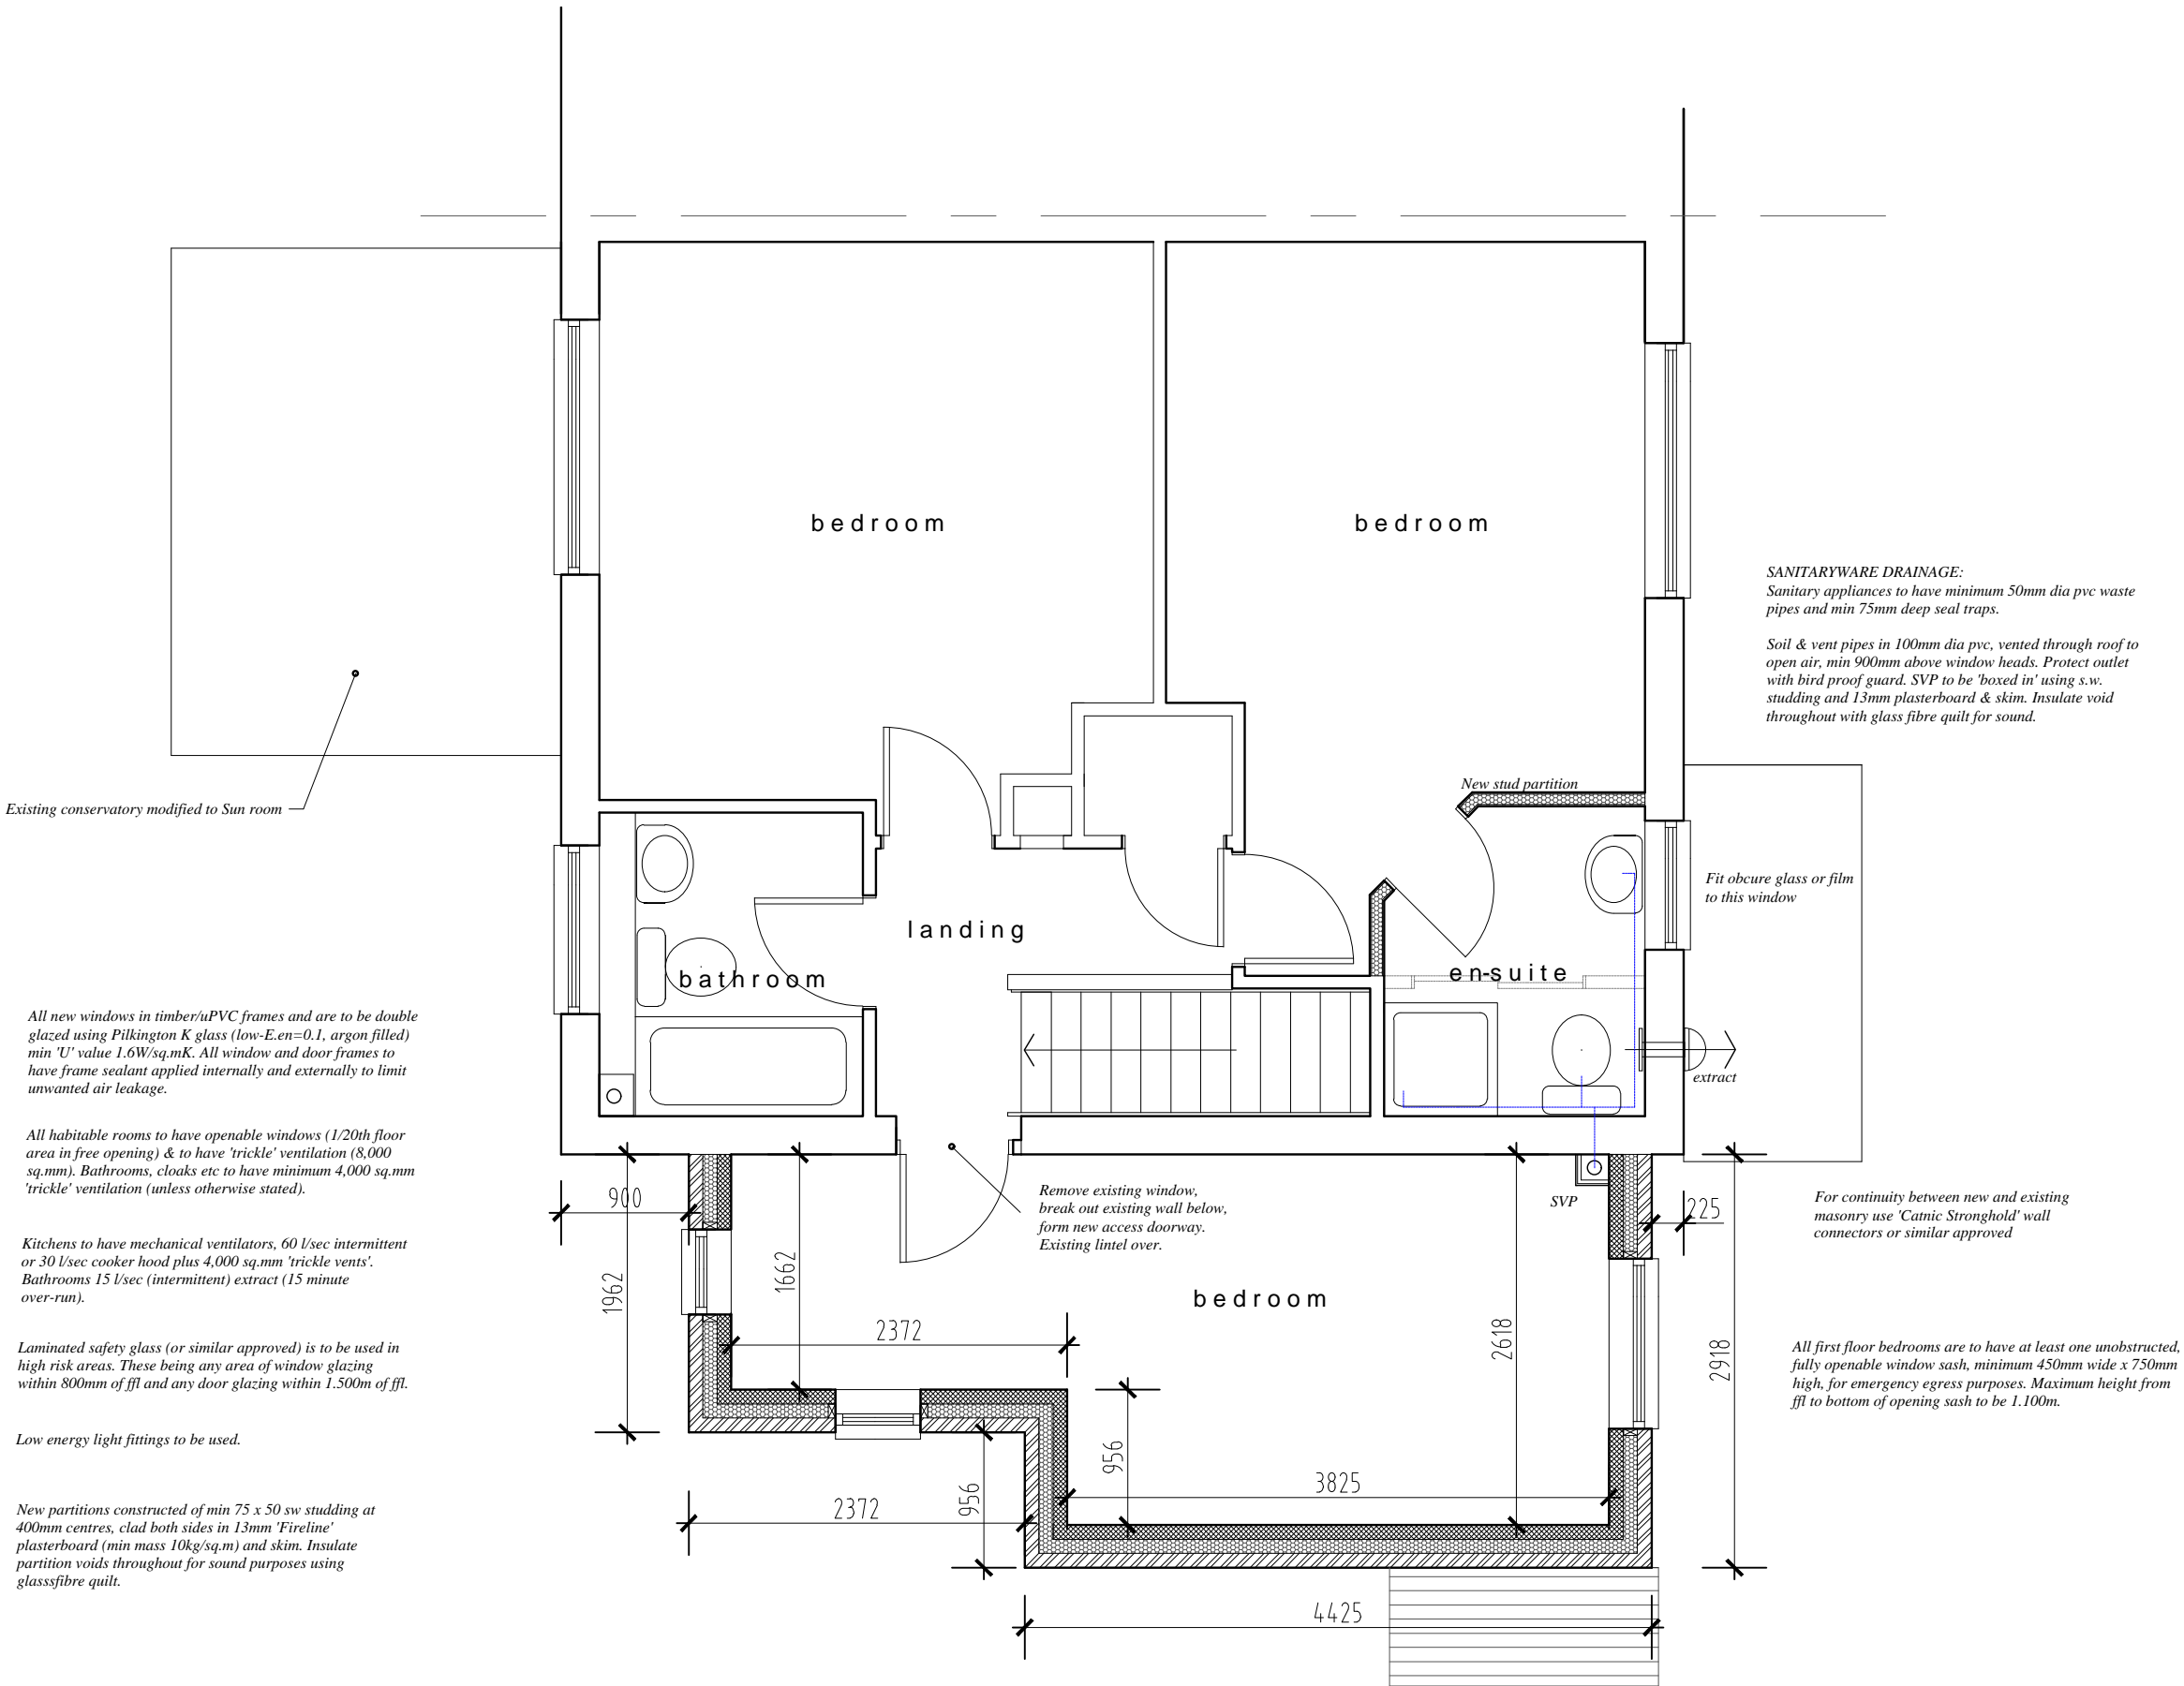 bedroom
bedroom
SANITARYWARE DRAINAGE:
Sanitary appliances to have minimum 50mm dia pvc waste
pipes and min 75mm deep seal traps.
Soil & vent pipes in 100mm dia pvc, vented through roof to
open air, min 900mm above window heads. Protect outlet
with bird proof guard. SVP to be 'boxed in' using s.w.
studding and 13mm plasterboard & skim. Insulate void
throughout with glass fibre quilt for sound.
New stud partition
Existing conservatory modified to Sun room
Fit obcure glass or film
to this window
landing
bathroom
en-suite
extract
All new windows in timber/uPVC frames and are to be double
glazed using Pilkington K glass (low-E.en=0.1, argon filled)
min 'U' value 1.6W/sq.mK. All window and door frames to
have frame sealant applied internally and externally to limit
unwanted air leakage.
All habitable rooms to have openable windows (1/20th floor
area in free opening) & to have 'trickle' ventilation (8,000
sq.mm). Bathrooms, cloaks etc to have minimum 4,000 sq.mm
'trickle' ventilation (unless otherwise stated).
900
Remove existing window,
break out existing wall below,
form new access doorway.
Existing lintel over.
SVP
225
For continuity between new and existing
masonry use 'Catnic Stronghold' wall
connectors or similar approved
Kitchens to have mechanical ventilators, 60 l/sec intermittent
or 30 l/sec cooker hood plus 4,000 sq.mm 'trickle vents'.
Bathrooms 15 l/sec (intermittent) extract (15 minute
over-run).
1962
1662
bedroom
2372
2618
2918
Laminated safety glass (or similar approved) is to be used in
high risk areas. These being any area of window glazing
within 800mm of ffl and any door glazing within 1.500m of ffl.
All first floor bedrooms are to have at least one unobstructed,
fully openable window sash, minimum 450mm wide x 750mm
high, for emergency egress purposes. Maximum height from
ffl to bottom of opening sash to be 1.100m.
Low energy light fittings to be used.
956
3825
956
2372
New partitions constructed of min 75 x 50 sw studding at
400mm centres, clad both sides in 13mm 'Fireline'
plasterboard (min mass 10kg/sq.m) and skim. Insulate
partition voids throughout for sound purposes using
glasssfibre quilt.
4425